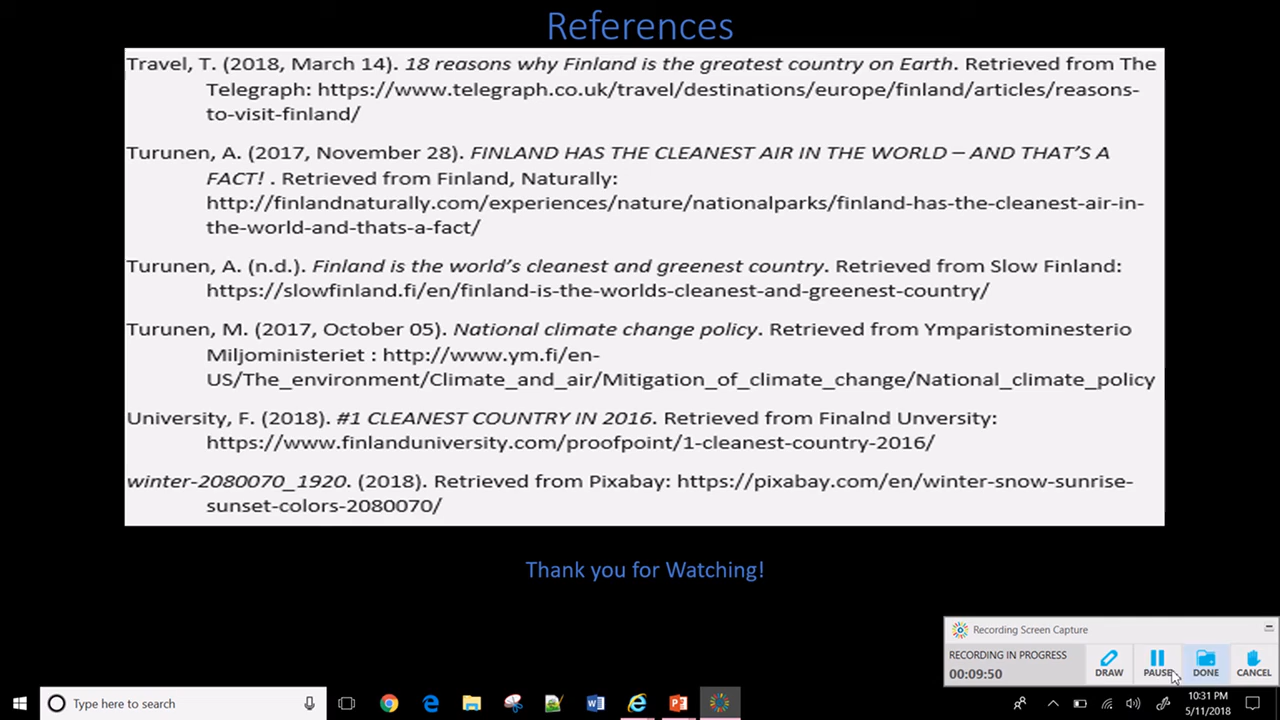 References
Travel, T. (2018, March 14). 18 reasons why Finland is the greatest country on Earth. Retrieved from The
Telegraph: https://www.telegraph.co.uk/travel/destinations/europe/finland/articles/reasons-
to-visit-finland/
Turunen, A. (2017, November 28). FINLAND HAS THE CLEANEST AIR IN THE WORLD – AND THAT'S A
FACT! . Retrieved from Finland, Naturally:
http://finlandnaturally.com/experiences/nature/nationalparks/finland-has-the-cleanest-air-in-
the-world-and-thats-a-fact/
Turunen, A. (n.d.). Finland is the world's cleanest and greenest country. Retrieved from Slow Finland:
https://slowfinland.fi/en/finland-is-the-worlds-cleanest-and-greenest-country/
Turunen, M. (2017, October 05). National climate change policy. Retrieved from Ymparistominesterio
Miljoministeriet : http://www.ym.fi/en-
US/The_environment/Climate_and_air/Mitigation_of_climate_change/National_climate_policy
University, F. (2018). #1 CLEANEST COUNTRY IN 2016. Retrieved from Finalnd Unversity:
https://www.finlanduniversity.com/proofpoint/1-cleanest-country-2016/
winter-2080070_1920. (2018). Retrieved from Pixabay: https://pixabay.com/en/winter-snow-sunrise-
sunset-colors-2080070/
Thank you for Watching!
Recording Screen Capture
RECORDING IN PROGRESS
00:09:50
DRAW PAUSE DONE CANCEL
Type here to search
10:31 PM
5/11/2018